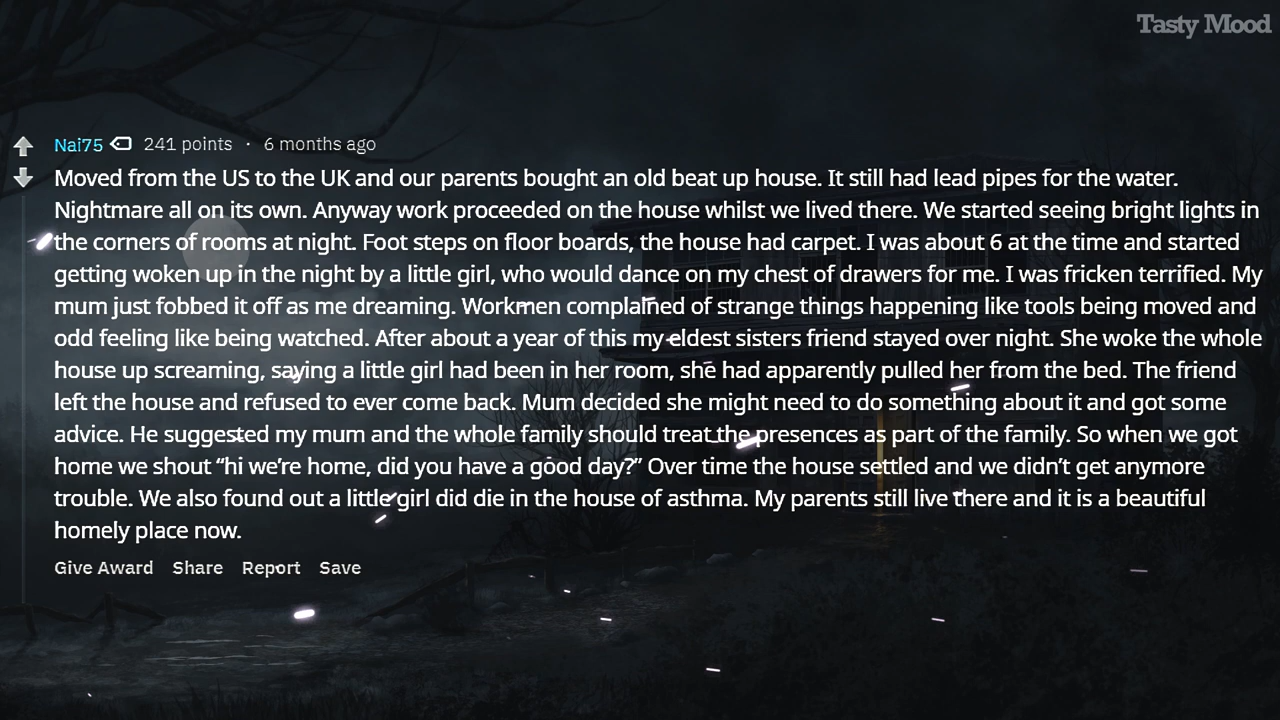 Tasty Mood
Nai75 241 points · 6 months ago
Moved from the US to the UK and our parents bought an old beat up house. It still had lead pipes for the water.
Nightmare all on its own. Anyway work proceeded on the house whilst we lived there. We started seeing bright lights in
the corners of rooms at night. Foot steps on floor boards, the house had carpet. I was about 6 at the time and started
getting woken up in the night by a little girl, who would dance on my chest of drawers for me. I was fricken terrified. My
mum just fobbed it off as me dreaming. Workmen complained of strange things happening like tools being moved and
odd feeling like being watched. After about a year of this my eldest sisters friend stayed over night. She woke the whole
house up screaming, saying a little girl had been in her room, she had apparently pulled her from the bed. The friend
left the house and refused to ever come back. Mum decided she might need to do something about it and got some
advice. He suggested my mum and the whole family should treat the presences as part of the family. So when we got
home we shout “hi we’re home, did you have a good day?” Over time the house settled and we didn’t get anymore
trouble. We also found out a little girl did die in the house of asthma. My parents still live there and it is a beautiful
homely place now.
Give Award Share Report Save